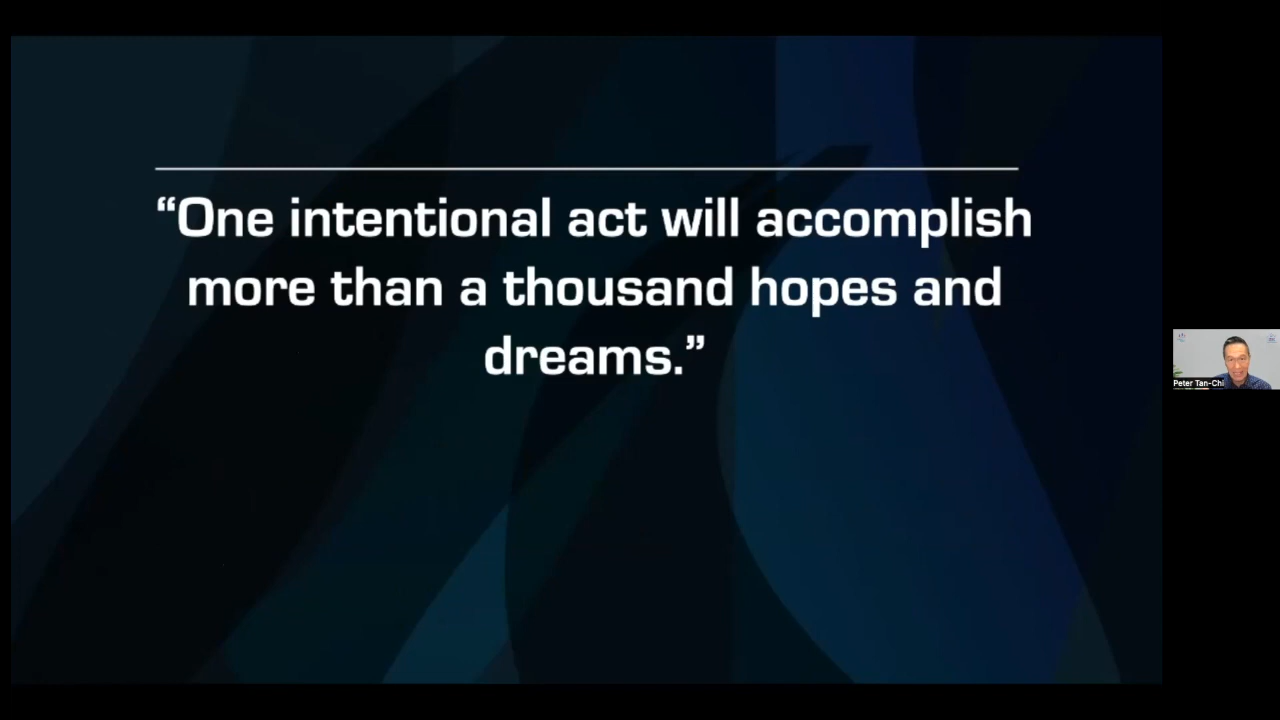 “One intentional act will accomplish
more than a thousand hopes and
dreams.”
Peter Tan-Chi